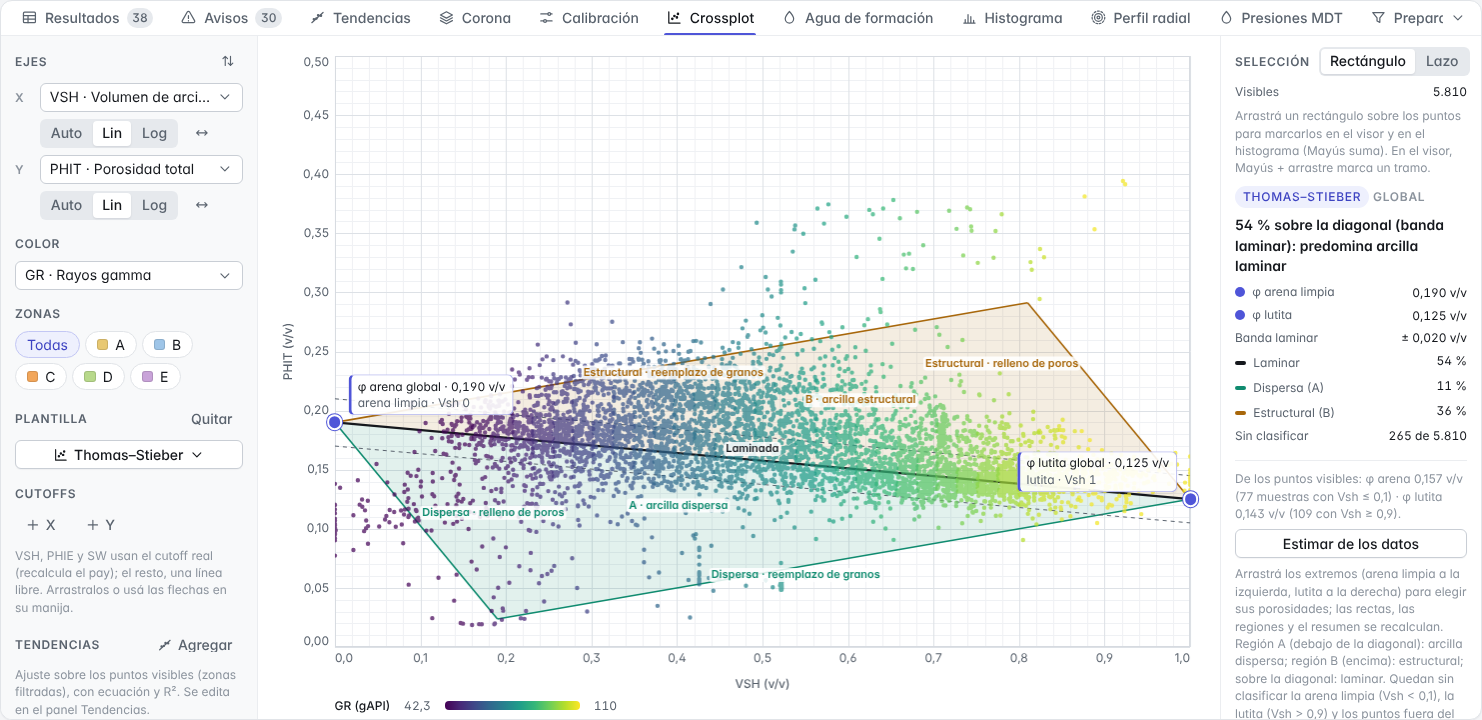 Resultados 38
Avisos 30
Tendencias
Corona
Calibración
Crossplot
Agua de formación
Histograma
Perfil radial
Presiones MDT
EJES
X VSH · Volumen de arci...
Auto Lin Log
Y PHIT · Porosidad total
Auto Lin Log
COLOR
GR · Rayos gamma
ZONAS
Todas A B
C D E
PLANTILLA Quitar
Thomas–Stieber
CUTOFFS
+ X + Y
VSH, PHIE y SW usan el cutoff real
(recalcula el pay); el resto, una línea
libre. Arrastralos o usá las flechas en
su manija.
TENDENCIAS Agregar
Ajuste sobre los puntos visibles (zonas
filtradas), con ecuación y R². Se edita
en el panel Tendencias.
PHIT (v/v)
0,50
0,45
0,40
0,35
0,30
0,25
0,20
0,15
0,10
0,05
0,00
Estructural · relleno de poros
Estructural · reemplazo de granos
φ arena global · 0,190 v/v
arena limpia · Vsh 0
B · arcilla estructural
Laminada
φ lutita global · 0,125 v/v
lutita · Vsh 1
A · arcilla dispersa
Dispersa · relleno de poros
Dispersa · reemplazo de granos
0,0 0,1 0,2 0,3 0,4 0,5 0,6 0,7 0,8 0,9 1,0
VSH (v/v)
GR (gAPI) 42,3 110
SELECCIÓN Rectángulo Lazo
Visibles 5.810
Arrastrá un rectángulo sobre los puntos
para marcarlos en el visor y en el
histograma (Mayús suma). En el visor,
Mayús + arrastre marca un tramo.
THOMAS–STIEBER GLOBAL
54 % sobre la diagonal (banda
laminar): predomina arcilla
laminar
φ arena limpia 0,190 v/v
φ lutita 0,125 v/v
Banda laminar ± 0,020 v/v
Laminar 54 %
Dispersa (A) 11 %
Estructural (B) 36 %
Sin clasificar 265 de 5.810
De los puntos visibles: φ arena 0,157 v/v
(77 muestras con Vsh ≤ 0,1) · φ lutita
0,143 v/v (109 con Vsh ≥ 0,9).
Estimar de los datos
Arrastrá los extremos (arena limpia a la
izquierda, lutita a la derecha) para elegir
sus porosidades; las rectas, las
regiones y el resumen se recalculan.
Región A (debajo de la diagonal): arcilla
dispersa; región B (encima): estructural;
sobre la diagonal: laminar. Quedan sin
clasificar la arena limpia (Vsh < 0,1), la
lutita (Vsh > 0,9) y los puntos fuera del